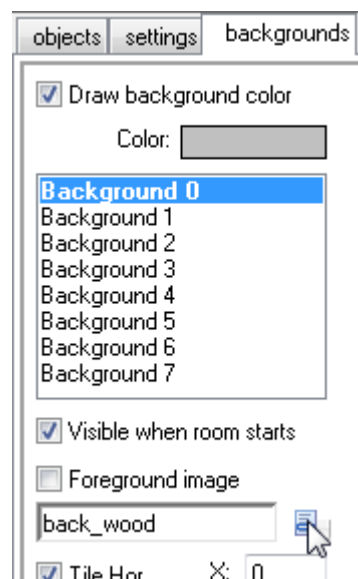 objects settings backgrounds
Draw background color
Color:
Background 0
Background 1
Background 2
Background 3
Background 4
Background 5
Background 6
Background 7
Visible when room starts
Foreground image
back_wood
Tile Hor. X: 0